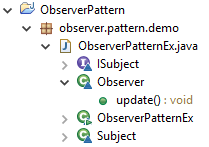 ObserverPattern
observer.pattern.demo
ObserverPatternEx.java
ISubject
Observer
update() : void
ObserverPatternEx
Subject